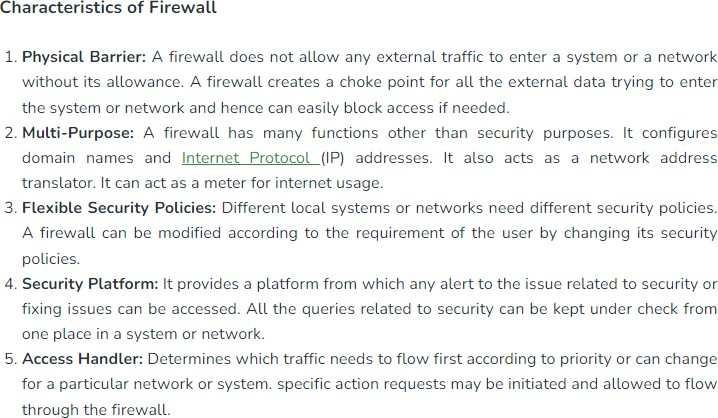 Characteristics of Firewall
1. Physical Barrier: A firewall does not allow any external traffic to enter a system or a network
without its allowance. A firewall creates a choke point for all the external data trying to enter
the system or network and hence can easily block access if needed.
2. Multi-Purpose: A firewall has many functions other than security purposes. It configures
domain names and Internet Protocol (IP) addresses. It also acts as a network address
translator. It can act as a meter for internet usage.
3. Flexible Security Policies: Different local systems or networks need different security policies.
A firewall can be modified according to the requirement of the user by changing its security
policies.
4. Security Platform: It provides a platform from which any alert to the issue related to security or
fixing issues can be accessed. All the queries related to security can be kept under check from
one place in a system or network.
5. Access Handler: Determines which traffic needs to flow first according to priority or can change
for a particular network or system. specific action requests may be initiated and allowed to flow
through the firewall.